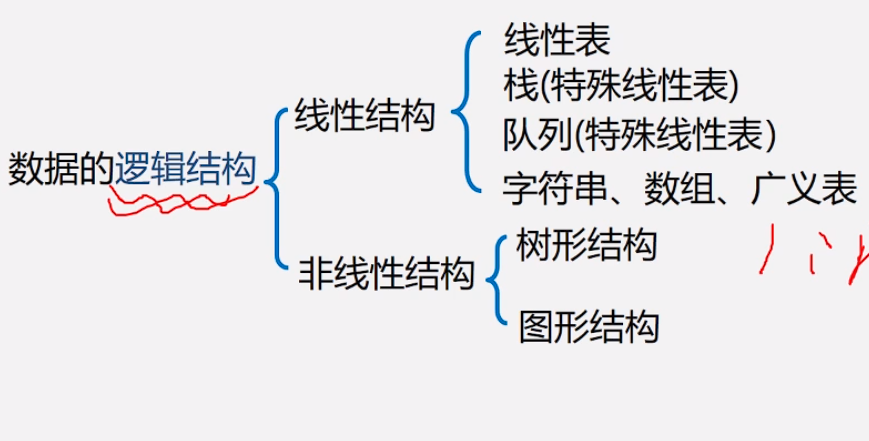 线性表
栈(特殊线性表)
线性结构
队列(特殊线性表）
数据的逻辑结构
字符串、数组、广义表
树形结构
非线性结构
图形结构